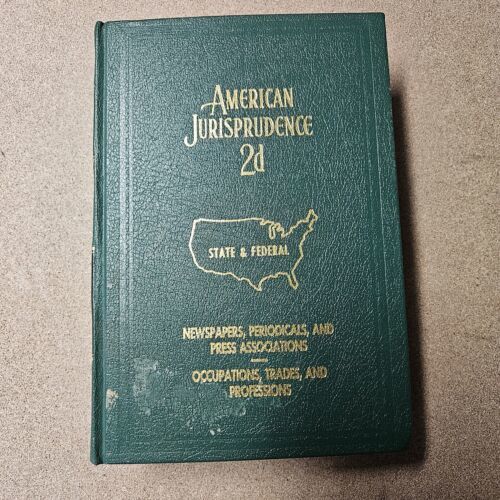 AMERICAN
JURISPRUDENCE
2d
STATE & FEDERAL
NEWSPAPERS, PERIODICALS, AND
PRESS ASSOCIATIONS
OCCUPATIONS, TRADES, AND
PROFESSIONS